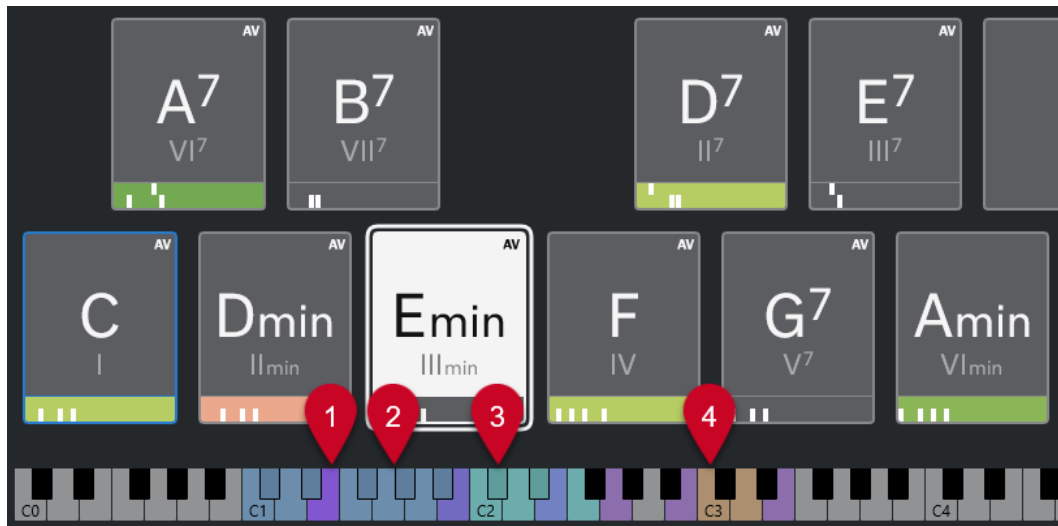 AV AV AV AV
A7 B7 D7 E7
VI7 VII7 II7 III7
AV AV AV AV AV AV
C Dmin Emin F G7 Amin
I IImin IIImin IV V7 VImin
1 2 3 4
C0 C1 C2 C3 C4